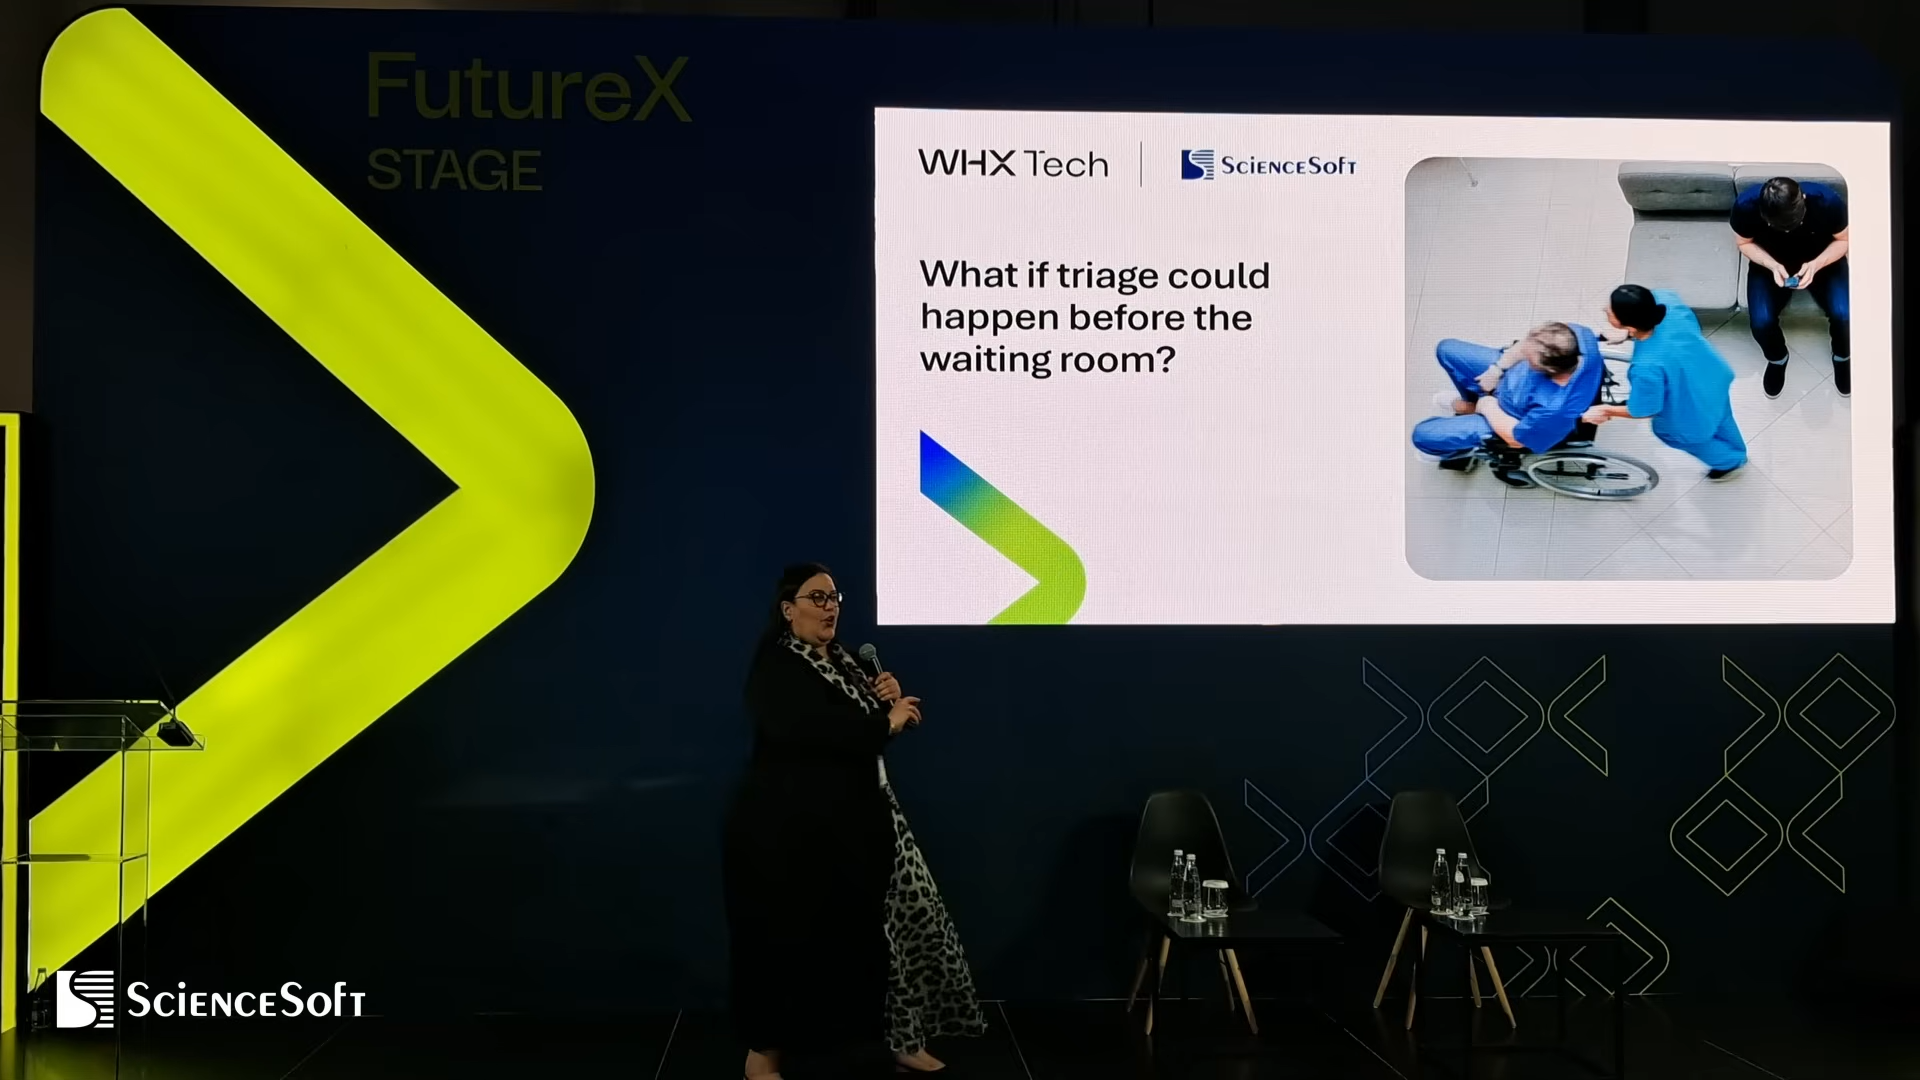 FutureX
STAGE
WHX Tech
SCIENCESOFT
What if triage could
happen before the
waiting room?
SCIENCESOFT